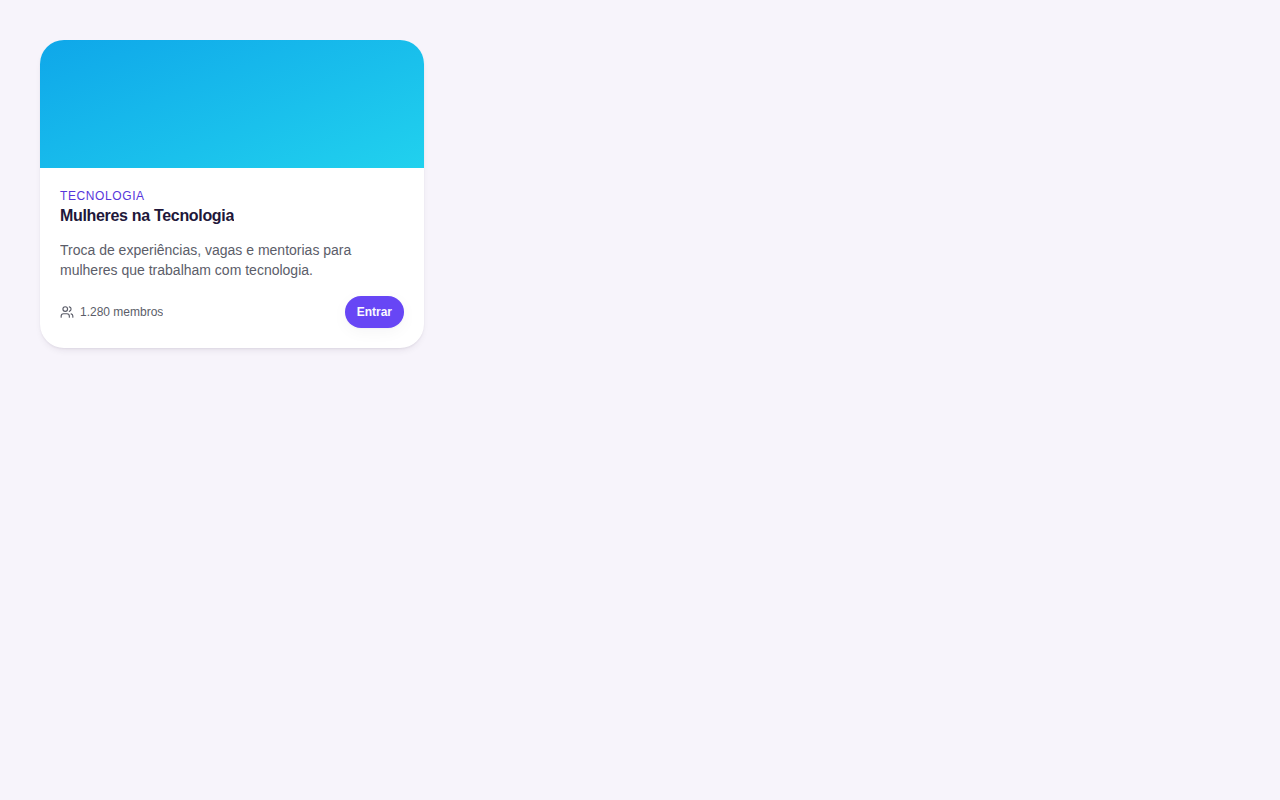 TECNOLOGIA
Mulheres na Tecnologia
Troca de experiências, vagas e mentorias para
mulheres que trabalham com tecnologia.
1.280 membros
Entrar